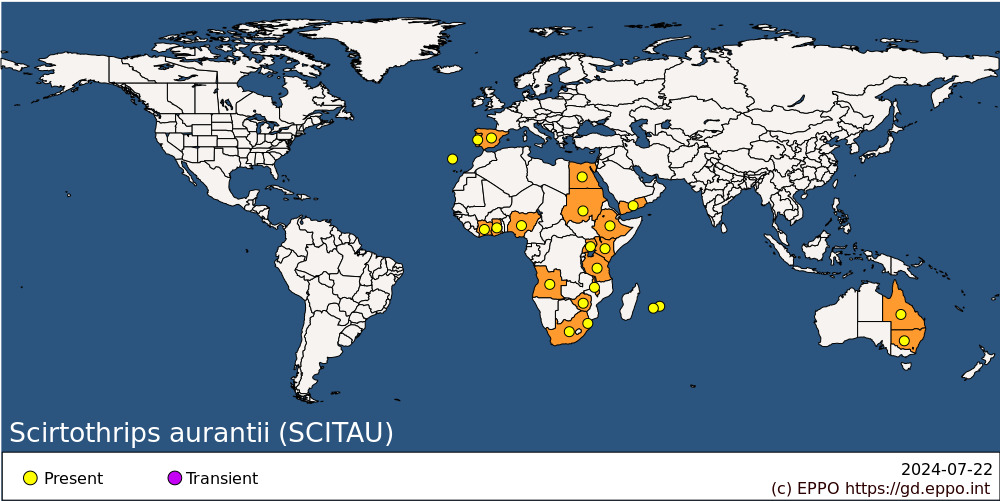 Scirtothrips aurantii (SCITAU)
Present
Transient
2024-07-22
(c) EPPO https://gd.eppo.int